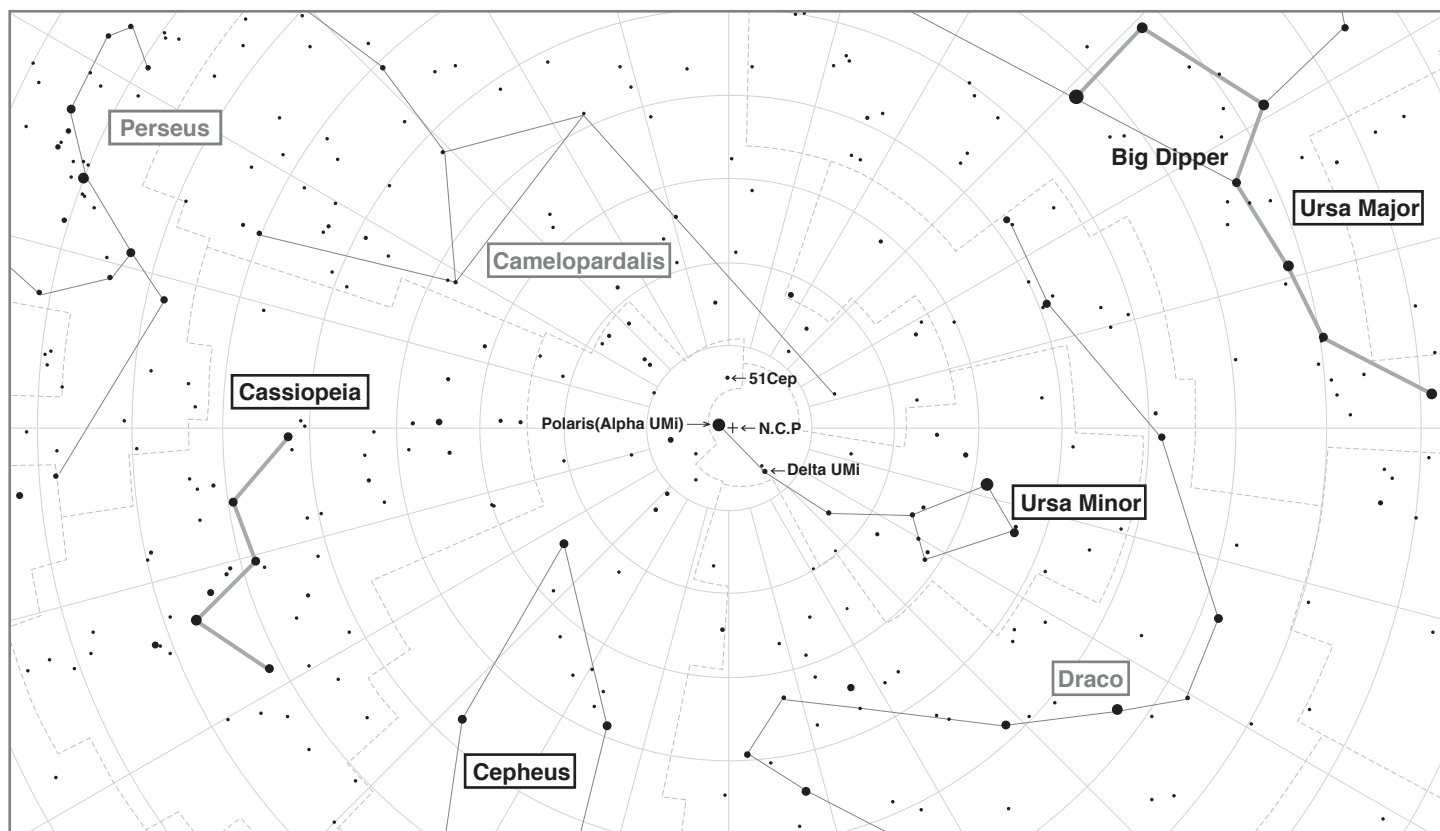 Perseus
Big Dipper
Ursa Major
Camelopardalis
51Cep
Cassiopeia
Polaris(Alpha UMi)
N.C.P
Delta UMi
Ursa Minor
Draco
Cepheus